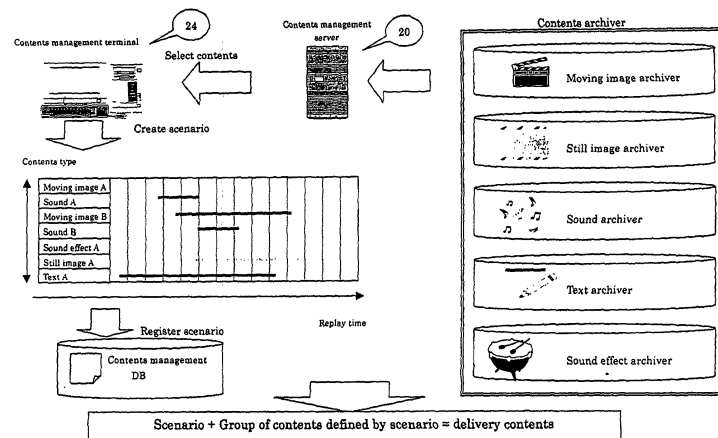 24
Contents management terminal
Select contents
Contents management
server
20
Contents archiver
Moving image archiver
Still image archiver
Sound archiver
Text archiver
Sound effect archiver
Create scenario
Contents type
Moving image A
Sound A
Moving image B
Sound B
Sound effect A
Still image A
Text A
Replay time
Register scenario
Contents management
DB
Scenario + Group of contents defined by scenario = delivery contents